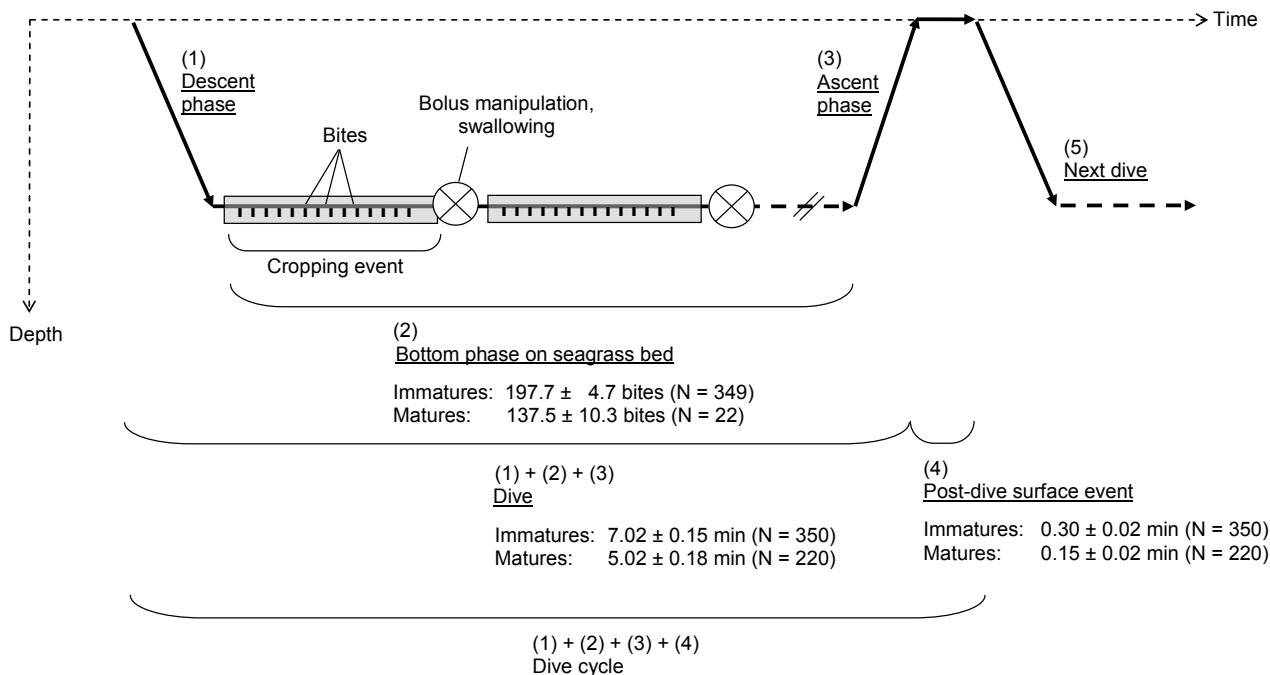 Time
(1)
Descent
phase
(3)
Ascent
phase
Bolus manipulation,
swallowing
Bites
(5)
Next dive
Cropping event
Depth
(2)
Bottom phase on seagrass bed
Immatures: 197.7 ± 4.7 bites (N = 349)
Matures: 137.5 ± 10.3 bites (N = 22)
(1) + (2) + (3)
Dive
Immatures: 7.02 ± 0.15 min (N = 350)
Matures: 5.02 ± 0.18 min (N = 220)
(4)
Post-dive surface event
Immatures: 0.30 ± 0.02 min (N = 350)
Matures: 0.15 ± 0.02 min (N = 220)
(1) + (2) + (3) + (4)
Dive cycle